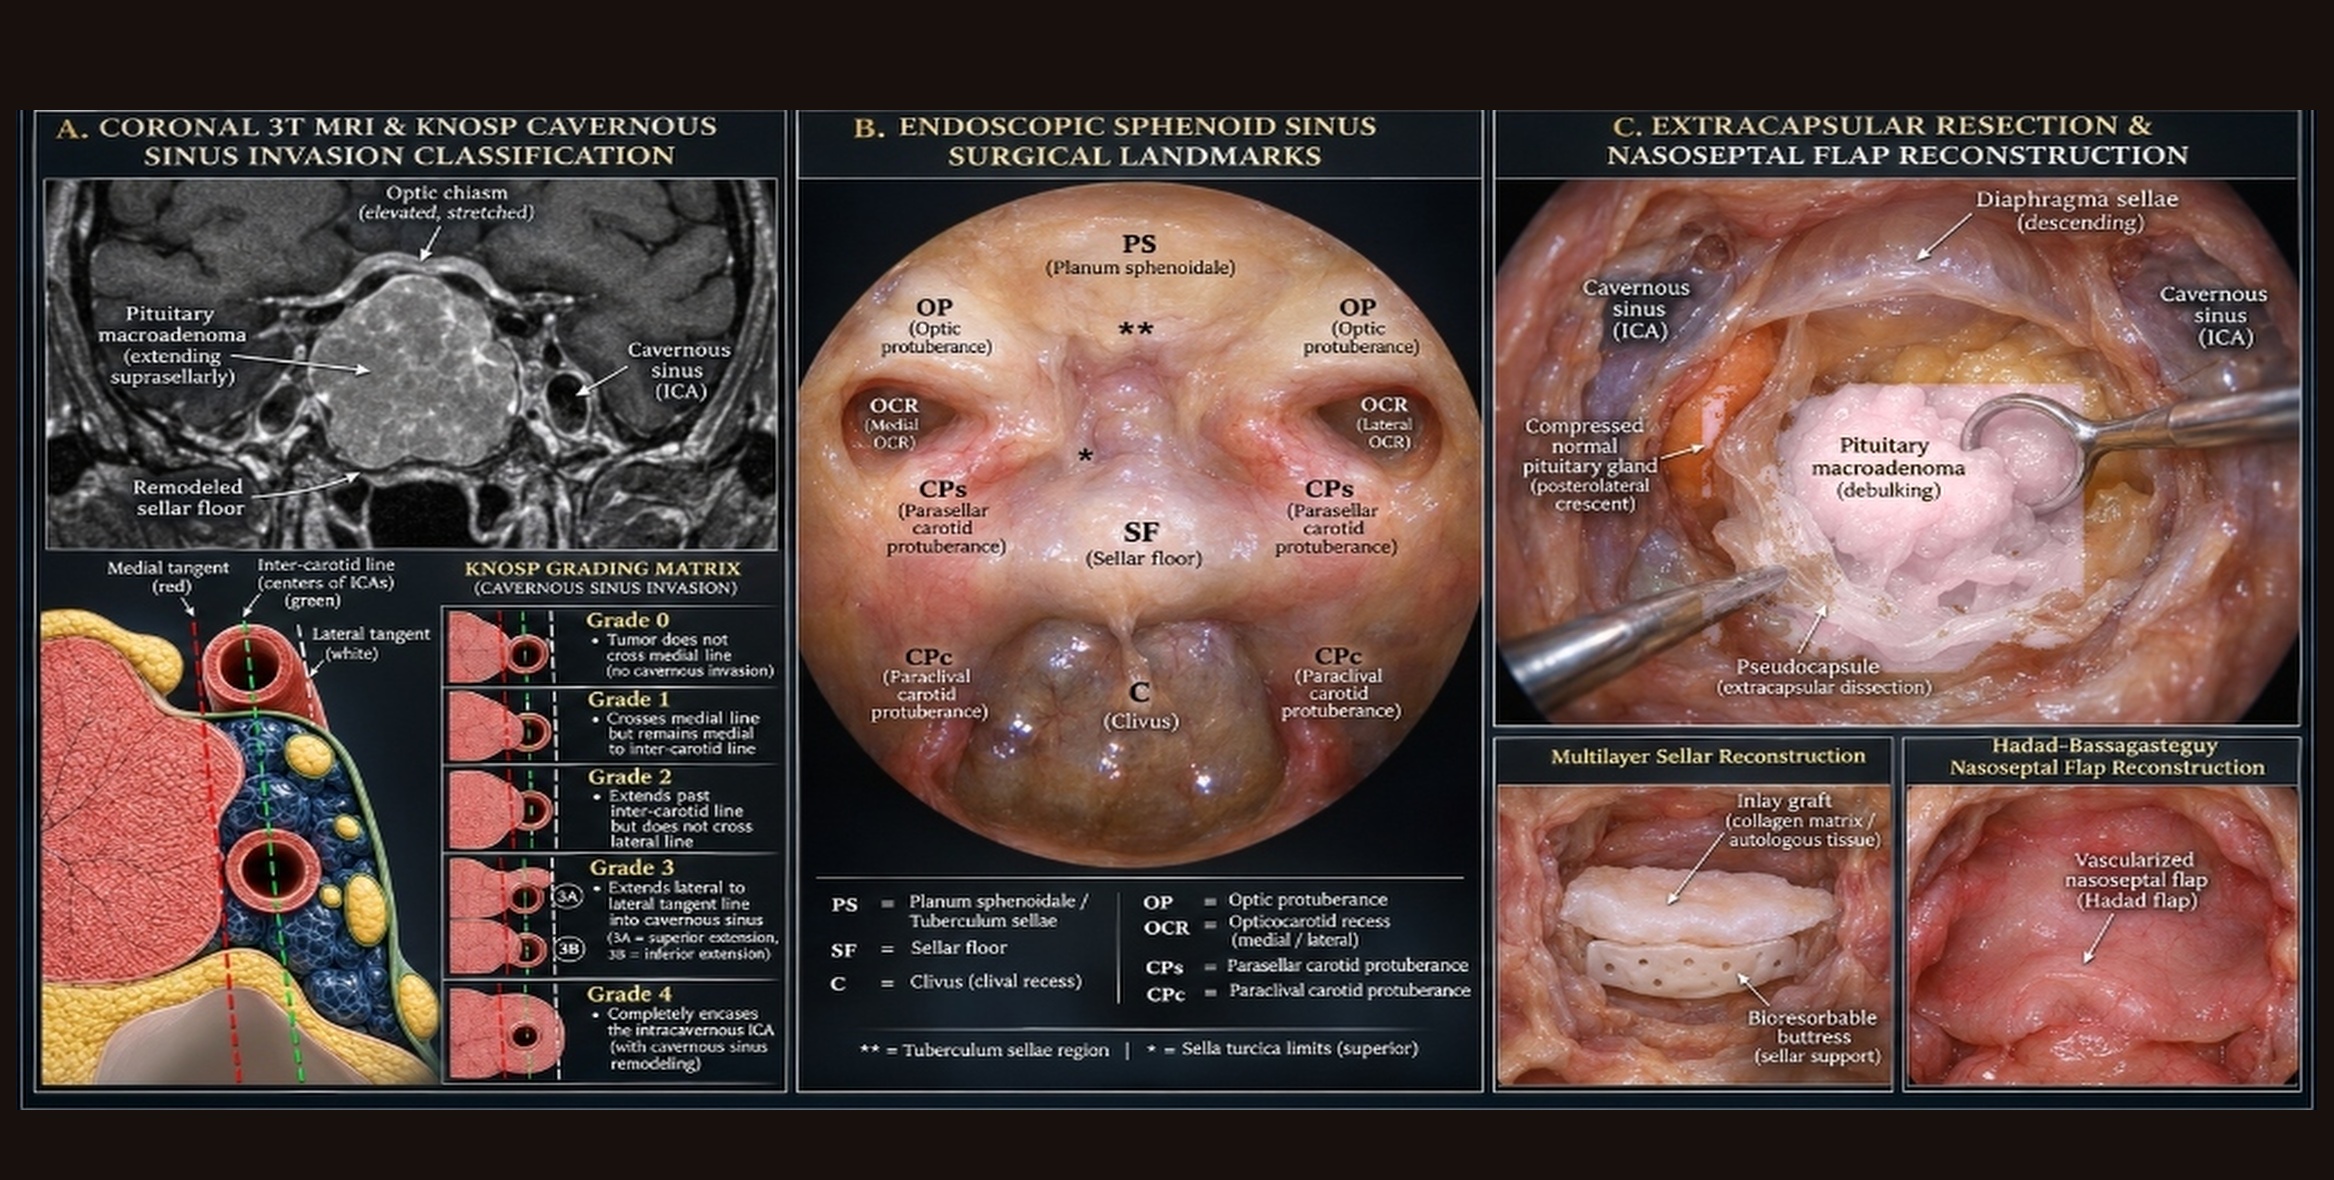 A. CORONAL 3T MRI & KNOSP CAVERNOUS
SINUS INVASION CLASSIFICATION
Optic chiasm
(elevated, stretched)
Pituitary
macroadenoma
(extending
suprasellarly)
Cavernous
sinus
(ICA)
Remodeled
sellar floor
Medial tangent
(red)
Inter-carotid line
(centers of ICAs)
(green)
Lateral tangent
(white)
KNOSP GRADING MATRIX
(CAVERNOUS SINUS INVASION)
Grade 0
• Tumor does not
cross medial line
(no cavernous invasion)
Grade 1
• Crosses medial line
but remains medial
to inter-carotid line
Grade 2
• Extends past
inter-carotid line
but does not cross
lateral line
Grade 3
• Extends lateral to
lateral tangent line
into cavernous sinus
(3A = superior extension,
3B = inferior extension)
3A
3B
Grade 4
• Completely encases
the intracavernous ICA
(with cavernous sinus
remodeling)
B. ENDOSCOPIC SPHENOID SINUS
SURGICAL LANDMARKS
PS
(Planum sphenoidale)
OP
(Optic
protuberance)
**
OP
(Optic
protuberance)
OCR
(Medial
OCR)
OCR
(Lateral
OCR)
*
CPs
(Parasellar
carotid
protuberance)
SF
(Sellar floor)
CPs
(Parasellar
carotid
protuberance)
CPc
(Paraclival
carotid
protuberance)
C
(Clivus)
CPc
(Paraclival
carotid
protuberance)
PS = Planum sphenoidale /
Tuberculum sellae
SF = Sellar floor
C = Clivus (clival recess)
OP = Optic protuberance
OCR = Opticocarotid recess
(medial / lateral)
CPs = Parasellar carotid protuberance
CPc = Paraclival carotid protuberance
** = Tuberculum sellae region | * = Sella turcica limits (superior)
C. EXTRACAPSULAR RESECTION &
NASOSEPTAL FLAP RECONSTRUCTION
Diaphragma sellae
(descending)
Cavernous
sinus
(ICA)
Cavernous
sinus
(ICA)
Compressed
normal
pituitary gland
(posterolateral
crescent)
Pituitary
macroadenoma
(debulking)
Pseudocapsule
(extracapsular dissection)
Multilayer Sellar Reconstruction
Inlay graft
(collagen matrix /
autologous tissue)
Bioresorbable
buttress
(sellar support)
Hadad-Bassagasteguy
Nasoseptal Flap Reconstruction
Vascularized
nasoseptal flap
(Hadad flap)